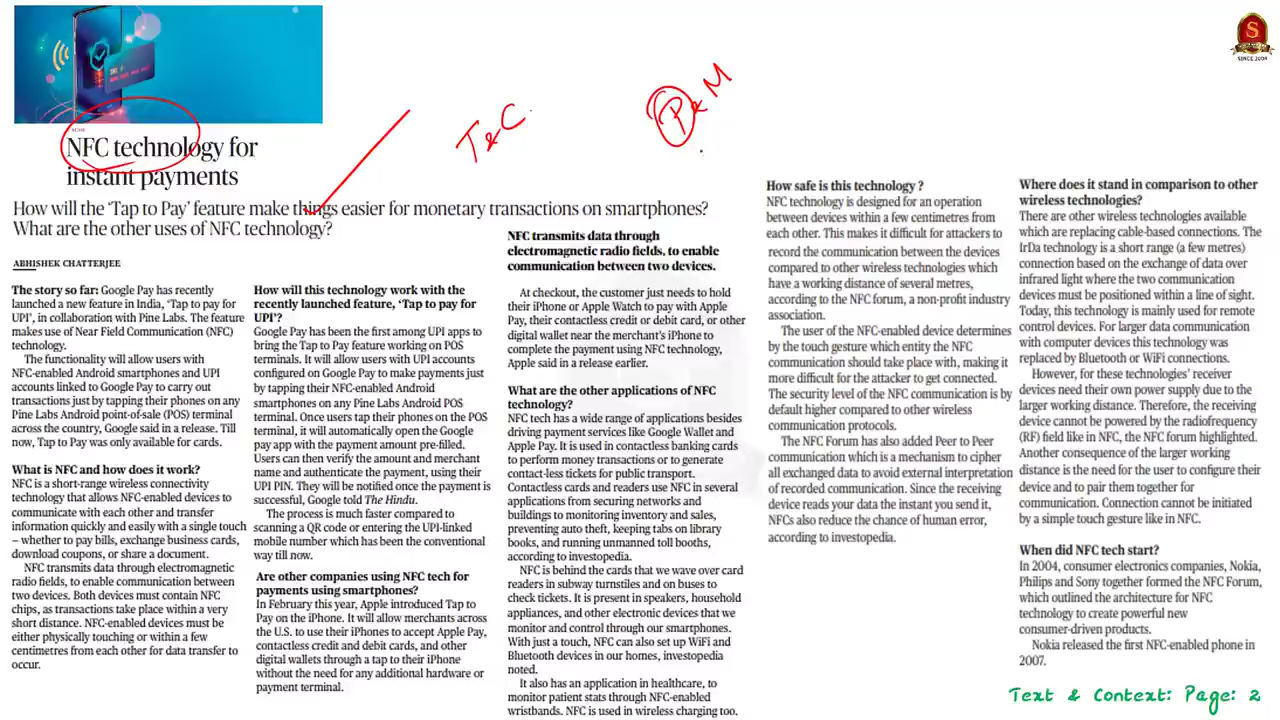 S
SINCE 2004
T & C
P & M
NFC technology for
instant payments
How will the ‘Tap to Pay’ feature make things easier for monetary transactions on smartphones?
What are the other uses of NFC technology?
ABHISHEK CHATTERJEE
The story so far: Google Pay has recently
launched a new feature in India, ‘Tap to pay for
UPI’, in collaboration with Pine Labs. The feature
makes use of Near Field Communication (NFC)
technology.
The functionality will allow users with
NFC-enabled Android smartphones and UPI
accounts linked to Google Pay to carry out
transactions just by tapping their phones on any
Pine Labs Android point-of-sale (POS) terminal
across the country, Google said in a release. Till
now, Tap to Pay was only available for cards.
What is NFC and how does it work?
NFC is a short-range wireless connectivity
technology that allows NFC-enabled devices to
communicate with each other and transfer
information quickly and easily with a single touch
– whether to pay bills, exchange business cards,
download coupons, or share a document.
NFC transmits data through electromagnetic
radio fields, to enable communication between
two devices. Both devices must contain NFC
chips, as transactions take place within a very
short distance. NFC-enabled devices must be
either physically touching or within a few
centimetres from each other for data transfer to
occur.
How will this technology work with the
recently launched feature, ‘Tap to pay for
UPI’?
Google Pay has been the first among UPI apps to
bring the Tap to Pay feature working on POS
terminals. It will allow users with UPI accounts
configured on Google Pay to make payments just
by tapping their NFC-enabled Android
smartphones on any Pine Labs Android POS
terminal. Once users tap their phones on the POS
terminal, it will automatically open the Google
pay app with the payment amount pre-filled.
Users can then verify the amount and merchant
name and authenticate the payment, using their
UPI PIN. They will be notified once the payment is
successful, Google told The Hindu.
The process is much faster compared to
scanning a QR code or entering the UPI-linked
mobile number which has been the conventional
way till now.
Are other companies using NFC tech for
payments using smartphones?
In February this year, Apple introduced Tap to
Pay on the iPhone. It will allow merchants across
the U.S. to use their iPhones to accept Apple Pay,
contactless credit and debit cards, and other
digital wallets through a tap to their iPhone
without the need for any additional hardware or
payment terminal.
NFC transmits data through
electromagnetic radio fields, to enable
communication between two devices.
At checkout, the customer just needs to hold
their iPhone or Apple Watch to pay with Apple
Pay, their contactless credit or debit card, or other
digital wallet near the merchant’s iPhone to
complete the payment using NFC technology,
Apple said in a release earlier.
What are the other applications of NFC
technology?
NFC tech has a wide range of applications besides
driving payment services like Google Wallet and
Apple Pay. It is used in contactless banking cards
to perform money transactions or to generate
contact-less tickets for public transport.
Contactless cards and readers use NFC in several
applications from securing networks and
buildings to monitoring inventory and sales,
preventing auto theft, keeping tabs on library
books, and running unmanned toll booths,
according to investopedia.
NFC is behind the cards that we wave over card
readers in subway turnstiles and on buses to
check tickets. It is present in speakers, household
appliances, and other electronic devices that we
monitor and control through our smartphones.
With just a touch, NFC can also set up WiFi and
Bluetooth devices in our homes, investopedia
noted.
It also has an application in healthcare, to
monitor patient stats through NFC-enabled
wristbands. NFC is used in wireless charging too.
How safe is this technology ?
NFC technology is designed for an operation
between devices within a few centimetres from
each other. This makes it difficult for attackers to
record the communication between the devices
compared to other wireless technologies which
have a working distance of several metres,
according to the NFC forum, a non-profit industry
association.
The user of the NFC-enabled device determines
by the touch gesture which entity the NFC
communication should take place with, making it
more difficult for the attacker to get connected.
The security level of the NFC communication is by
default higher compared to other wireless
communication protocols.
The NFC Forum has also added Peer to Peer
communication which is a mechanism to cipher
all exchanged data to avoid external interpretation
of recorded communication. Since the receiving
device reads your data the instant you send it,
NFCs also reduce the chance of human error,
according to investopedia.
Where does it stand in comparison to other
wireless technologies?
There are other wireless technologies available
which are replacing cable-based connections. The
IrDa technology is a short range (a few metres)
connection based on the exchange of data over
infrared light where the two communication
devices must be positioned within a line of sight.
Today, this technology is mainly used for remote
control devices. For larger data communication
with computer devices this technology was
replaced by Bluetooth or WiFi connections.
However, for these technologies’ receiver
devices need their own power supply due to the
larger working distance. Therefore, the receiving
device cannot be powered by the radiofrequency
(RF) field like in NFC, the NFC forum highlighted.
Another consequence of the larger working
distance is the need for the user to configure their
device and to pair them together for
communication. Connection cannot be initiated
by a simple touch gesture like in NFC.
When did NFC tech start?
In 2004, consumer electronics companies, Nokia,
Philips and Sony together formed the NFC Forum,
which outlined the architecture for NFC
technology to create powerful new
consumer-driven products.
Nokia released the first NFC-enabled phone in
2007.
Text & Context: Page: 2